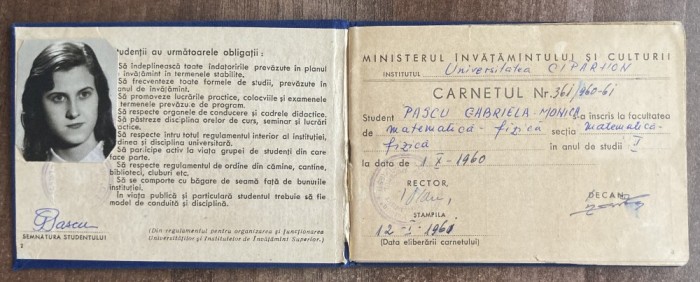 Studenții au următoarele obligații :
Să îndeplinească toate îndatoririle prevăzute în planul
de învățămînt în termenele stabilite.
Să frecventeze toate formele de studii, prevăzute în
planul de învățămînt.
Să promoveze lucrările practice, colocviile și examenele
în termenele prevăzute de program.
Să respecte organele de conducere și cadrele didactice.
Să păstreze disciplina orelor de curs, seminar și lucrări
practice.
Să respecte întru totul regulamentul interior al instituției,
ordinea și disciplina universitară.
Să participe activ la viața grupei de studenți din care
face parte.
Să respecte regulamentul de ordine din cămine, cantine,
biblioteci, cluburi etc.
Să se comporte cu băgare de seamă față de bunurile
instituției.
În viața publică și particulară studentul trebuie să fie
model de conduită și disciplină.
Pascu
SEMNĂTURA STUDENTULUI
(Din regulamentul pentru organizarea și funcționarea
Universităților și Institutelor de Învățămînt Superior.)
2
MINISTERUL INVĂȚĂMÎNTULUI ȘI CULTURII
INSTITUTUL Universitatea CIPARHON
CARNETUL Nr. 361/960-61
Student PASCU GABRIELA-MONICA s-a înscris la facultatea
de matematică-fizică secția matematică-
fizică în anul de studii I
la data de 1 X 1960
RECTOR, DECAN,
ȘTAMPILA
12-I-1961
(Data eliberării carnetului)